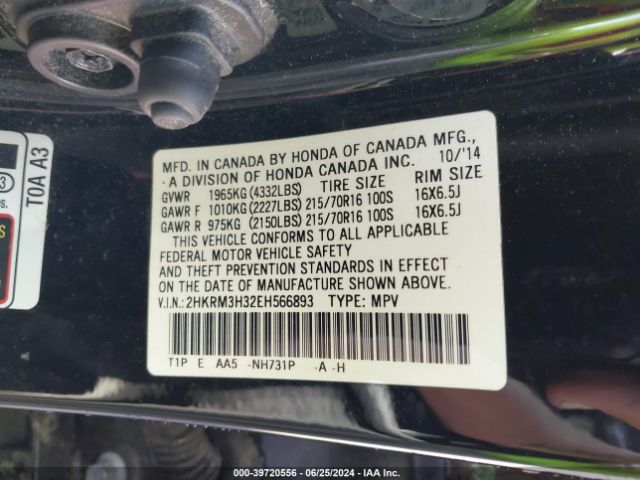 MFD. IN CANADA BY HONDA OF CANADA MFG.,
A DIVISION OF HONDA CANADA INC. 10/'14
GVWR 1965KG (4332LBS) TIRE SIZE RIM SIZE
GAWR F 1010KG (2227LBS) 215/70R16 100S 16X6.5J
GAWR R 975KG (2150LBS) 215/70R16 100S 16X6.5J
THIS VEHICLE CONFORMS TO ALL APPLICABLE
FEDERAL MOTOR VEHICLE SAFETY
AND THEFT PREVENTION STANDARDS IN EFFECT
ON THE DATE OF MANUFACTURE SHOWN ABOVE.
V.I.N.: 2HKRM3H32EH566893 TYPE: MPV
T1P E AA5 -NH731P -A -H
T0A A3
000-39720556 - 06/25/2024 - IAA Inc.